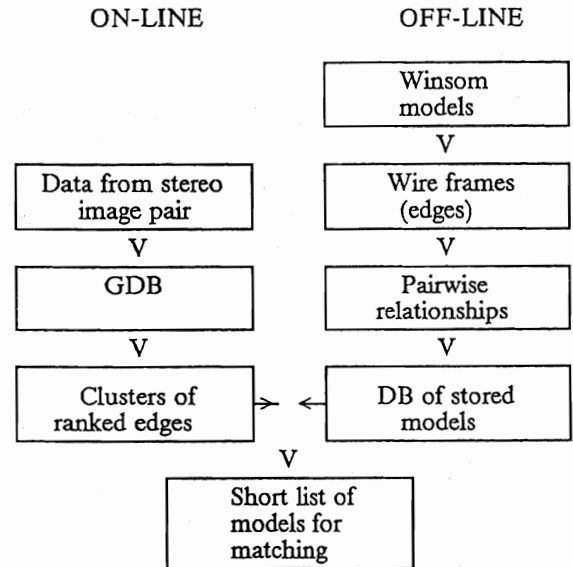 ON-LINE
OFF-LINE
Winsom
models
V
Data from stereo
image pair
Wire frames
(edges)
V
V
GDB
Pairwise
relationships
V
V
Clusters of
ranked edges
DB of stored
models
V
Short list of
models for
matching